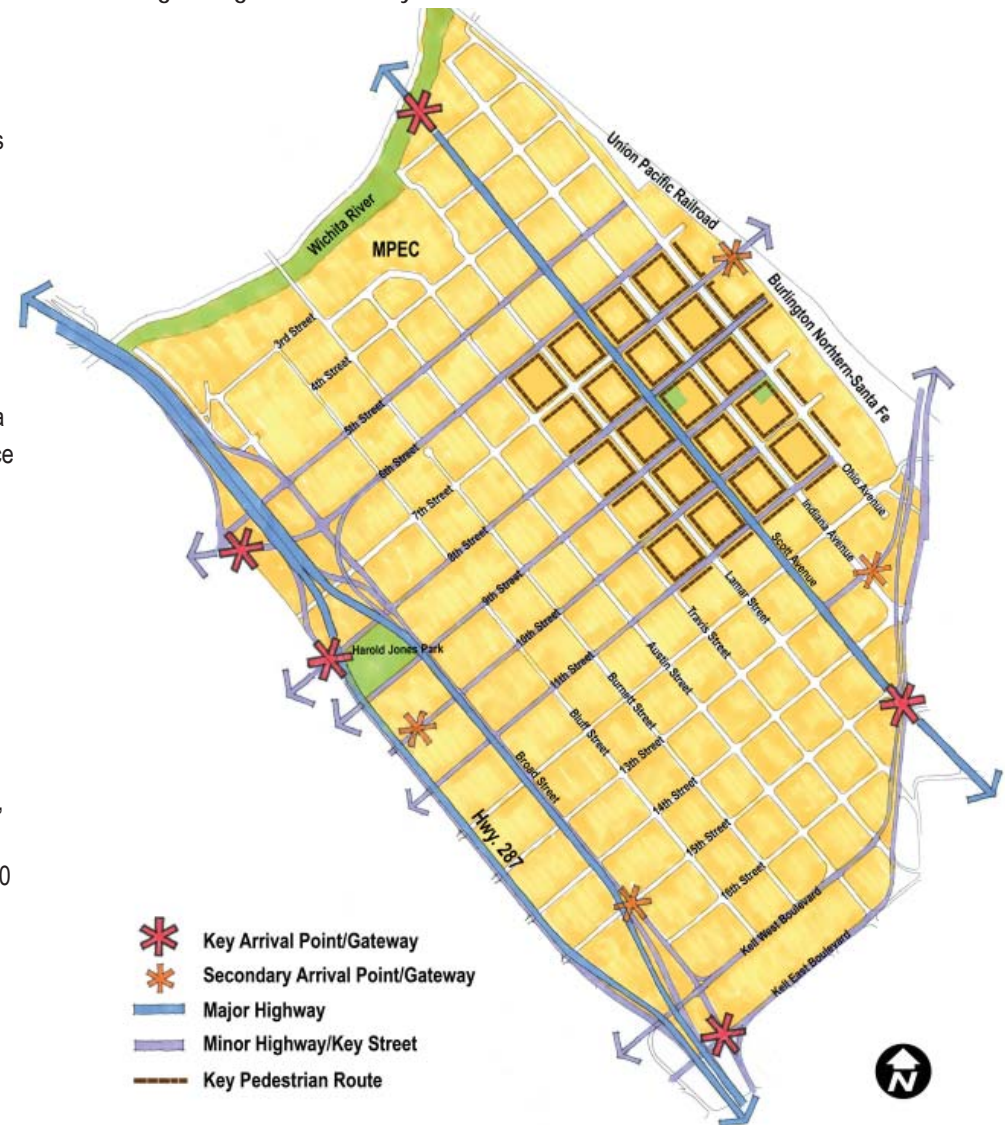 s
a
ce
,
0
Union Pacific Railroad
Wichita River
MPEC
Burlington Norhtern-Santa Fe
3rd Street
4th Street
5th Street
6th Street
7th Street
8th Street
9th Street
10th Street
11th Street
Ohio Avenue
Indiana Avenue
Scott Avenue
Lamar Street
Travis Street
Austin Street
Burnett Street
Bluff Street
Harold Jones Park
13th Street
14th Street
15th Street
16th Street
Broad Street
Hwy. 287
Kell West Boulevard
Kell East Boulevard
Key Arrival Point/Gateway
Secondary Arrival Point/Gateway
Major Highway
Minor Highway/Key Street
Key Pedestrian Route
N